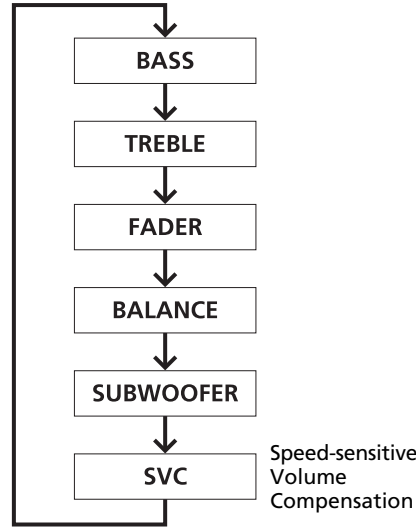 BASS
TREBLE
FADER
BALANCE
SUBWOOFER
SVC
Speed-sensitive
Volume
Compensation